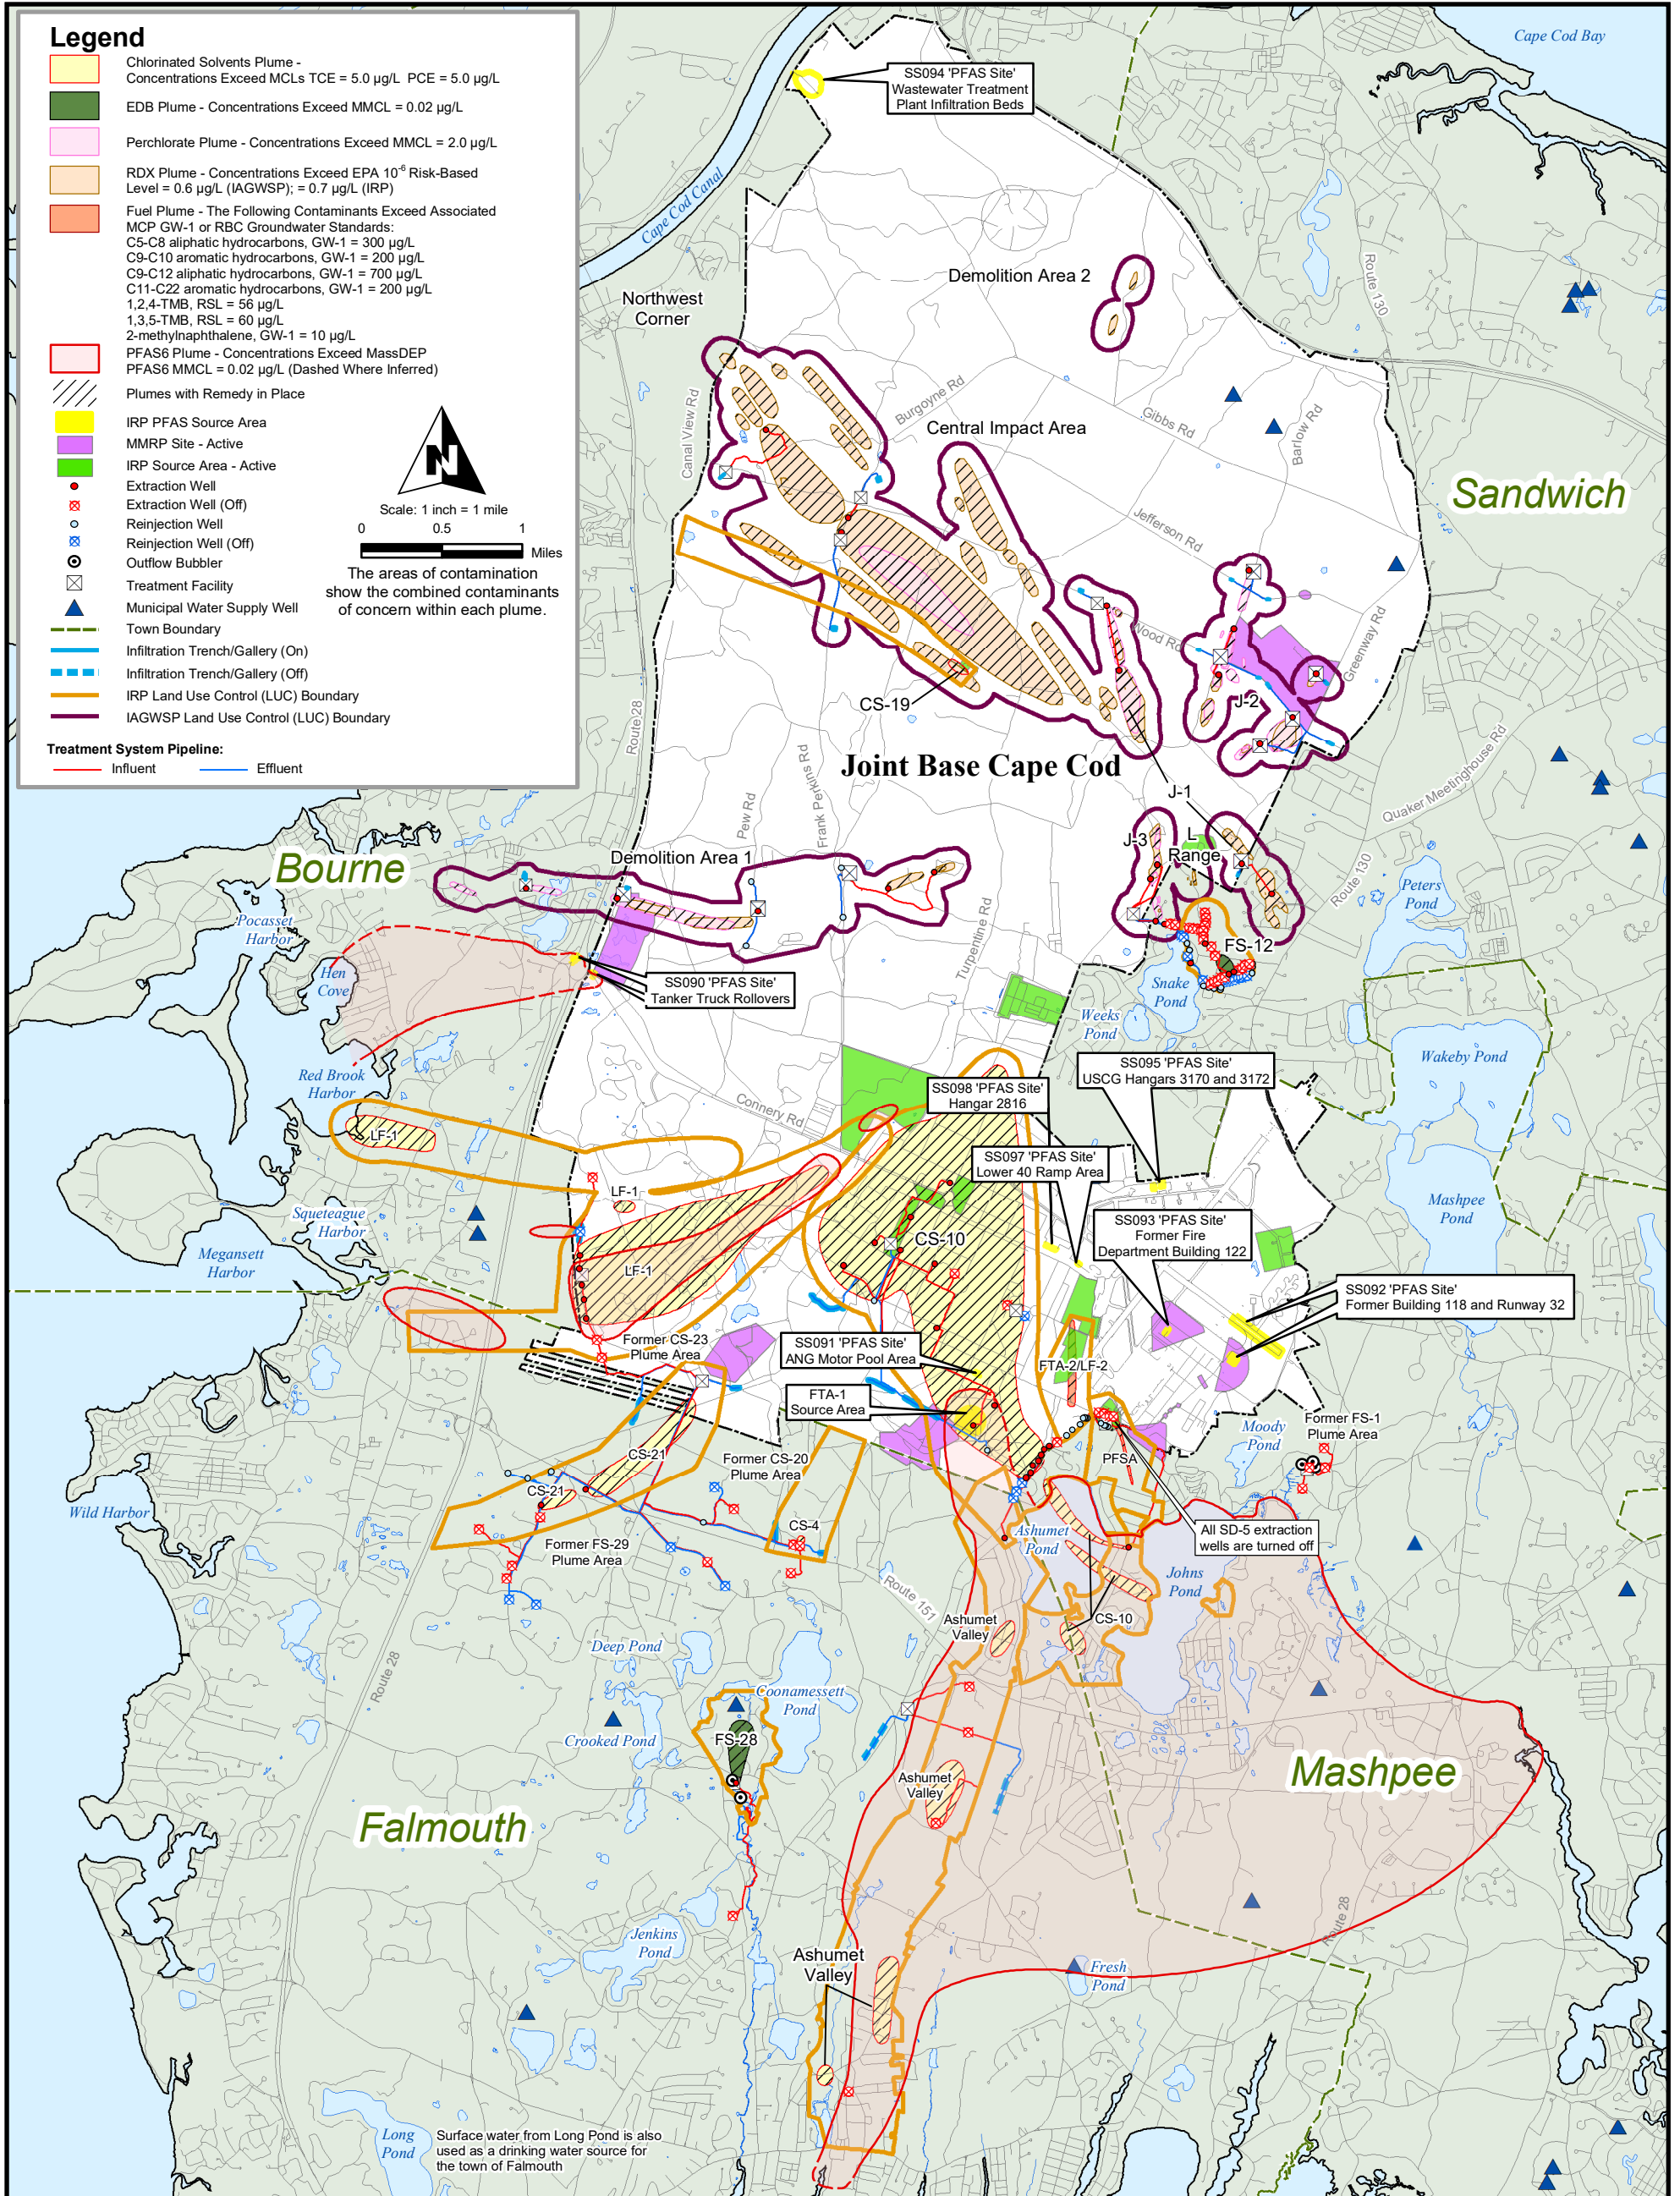 Legend
Chlorinated Solvents Plume -
Concentrations Exceed MCLs TCE = 5.0 µg/L PCE = 5.0 µg/L
EDB Plume - Concentrations Exceed MMCL = 0.02 µg/L
Perchlorate Plume - Concentrations Exceed MMCL = 2.0 µg/L
RDX Plume - Concentrations Exceed EPA 10-6 Risk-Based
Level = 0.6 µg/L (IAGWSP); = 0.7 µg/L (IRP)
Fuel Plume - The Following Contaminants Exceed Associated
MCP GW-1 or RBC Groundwater Standards:
C5-C8 aliphatic hydrocarbons, GW-1 = 300 µg/L
C9-C10 aromatic hydrocarbons, GW-1 = 200 µg/L
C9-C12 aliphatic hydrocarbons, GW-1 = 700 µg/L
C11-C22 aromatic hydrocarbons, GW-1 = 200 µg/L
1,2,4-TMB, RSL = 56 µg/L
1,3,5-TMB, RSL = 60 µg/L
2-methylnaphthalene, GW-1 = 10 µg/L
PFAS6 Plume - Concentrations Exceed MassDEP
PFAS6 MMCL = 0.02 µg/L (Dashed Where Inferred)
Plumes with Remedy in Place
IRP PFAS Source Area
MMRP Site - Active
IRP Source Area - Active
Extraction Well
Extraction Well (Off)
Reinjection Well
Reinjection Well (Off)
Outflow Bubbler
Treatment Facility
Municipal Water Supply Well
Town Boundary
Infiltration Trench/Gallery (On)
Infiltration Trench/Gallery (Off)
IRP Land Use Control (LUC) Boundary
IAGWSP Land Use Control (LUC) Boundary
Treatment System Pipeline:
Influent
Effluent
N
Scale: 1 inch = 1 mile
0 0.5 1
Miles
The areas of contamination
show the combined contaminants
of concern within each plume.
Cape Cod Bay
SS094 'PFAS Site'
Wastewater Treatment
Plant Infiltration Beds
Cape Cod Canal
Route 130
Demolition Area 2
Northwest
Corner
Canal View Rd
Burgoyne Rd
Gibbs Rd
Barlow Rd
Central Impact Area
Sandwich
Jefferson Rd
Wood Rd
Greenway Rd
CS-19
J-2
Route 28
Joint Base Cape Cod
J-1
Quaker Meetinghouse Rd
Pew Rd
Frank Perkins Rd
J-3
L
Range
Bourne
Demolition Area 1
Route 130
Peters
Pond
Pocasset
Harbor
Turpentine Rd
FS-12
Hen
Cove
SS090 'PFAS Site'
Tanker Truck Rollovers
Snake
Pond
Weeks
Pond
Wakeby Pond
Red Brook
Harbor
SS095 'PFAS Site'
USCG Hangars 3170 and 3172
SS098 'PFAS Site'
Hangar 2816
Connery Rd
LF-1
SS097 'PFAS Site'
Lower 40 Ramp Area
LF-1
Mashpee
Pond
Squeteague
Harbor
SS093 'PFAS Site'
Former Fire
Department Building 122
CS-10
Megansett
Harbor
LF-1
SS092 'PFAS Site'
Former Building 118 and Runway 32
Former CS-23
Plume Area
SS091 'PFAS Site'
ANG Motor Pool Area
FTA-2/LF-2
FTA-1
Source Area
Moody
Pond
Former FS-1
Plume Area
CS-21
Former CS-20
Plume Area
PFSA
CS-21
Wild Harbor
CS-4
Ashumet
Pond
All SD-5 extraction
wells are turned off
Former FS-29
Plume Area
Johns
Pond
Route 151
CS-10
Ashumet
Valley
Deep Pond
Route 28
Coonamessett
Pond
Crooked Pond
FS-28
Ashumet
Valley
Mashpee
Falmouth
Route 28
Jenkins
Pond
Ashumet
Valley
Fresh
Pond
Long
Pond
Surface water from Long Pond is also
used as a drinking water source for
the town of Falmouth